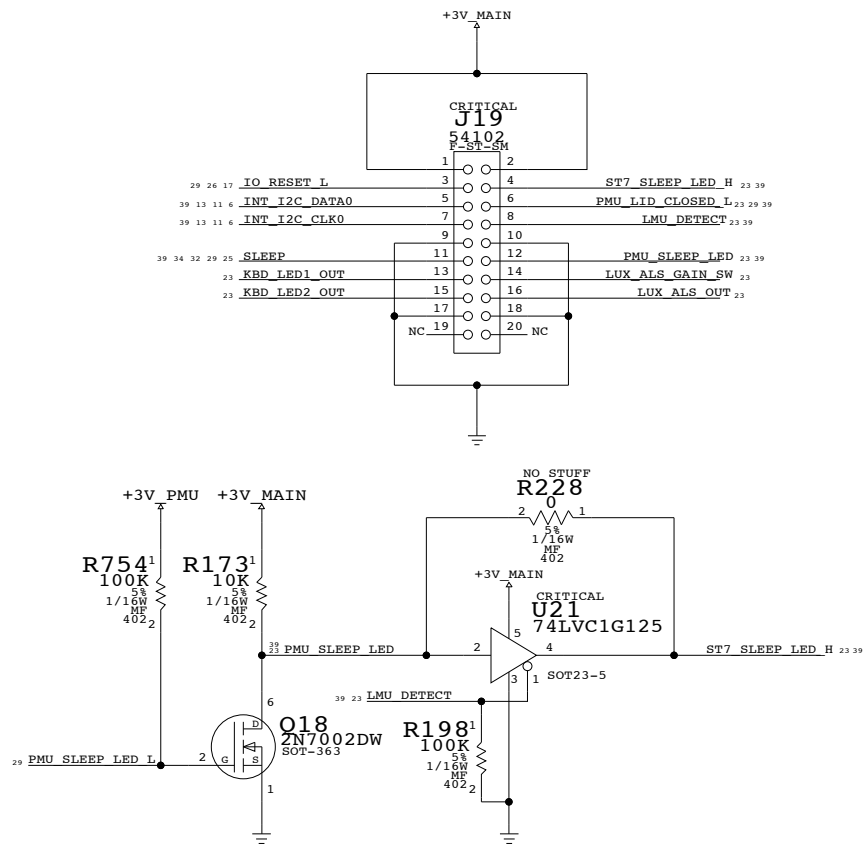 +3V_MAIN
CRITICAL
J19
54102
F-ST-SM
1 2
29 26 17 IO_RESET_L 3 4 ST7_SLEEP_LED_H 23 39
39 13 11 6 INT_I2C_DATA0 5 6 PMU_LID_CLOSED_L 23 29 39
39 13 11 6 INT_I2C_CLK0 7 8 LMU_DETECT 23 39
9 10
39 34 32 29 25 SLEEP 11 12 PMU_SLEEP_LED 23 39
23 KBD_LED1_OUT 13 14 LUX_ALS_GAIN_SW 23
23 KBD_LED2_OUT 15 16 LUX_ALS_OUT 23
17 18
NC 19 20 NC
NO STUFF
R228
0
2 1
5%
1/16W
MF
402
+3V_PMU +3V_MAIN
R754 1
100K
5%
1/16W
MF
402 2
R173 1
10K
5%
1/16W
MF
402 2
+3V_MAIN
CRITICAL
U21
74LVC1G125
5
39
23 PMU_SLEEP_LED 2 4 ST7_SLEEP_LED_H 23 39
3 1 SOT23-5
39 23 LMU_DETECT
6
Q18
2N7002DW
SOT-363
D
G S
29 PMU_SLEEP_LED_L 2
1
R198 1
100K
5%
1/16W
MF
402 2